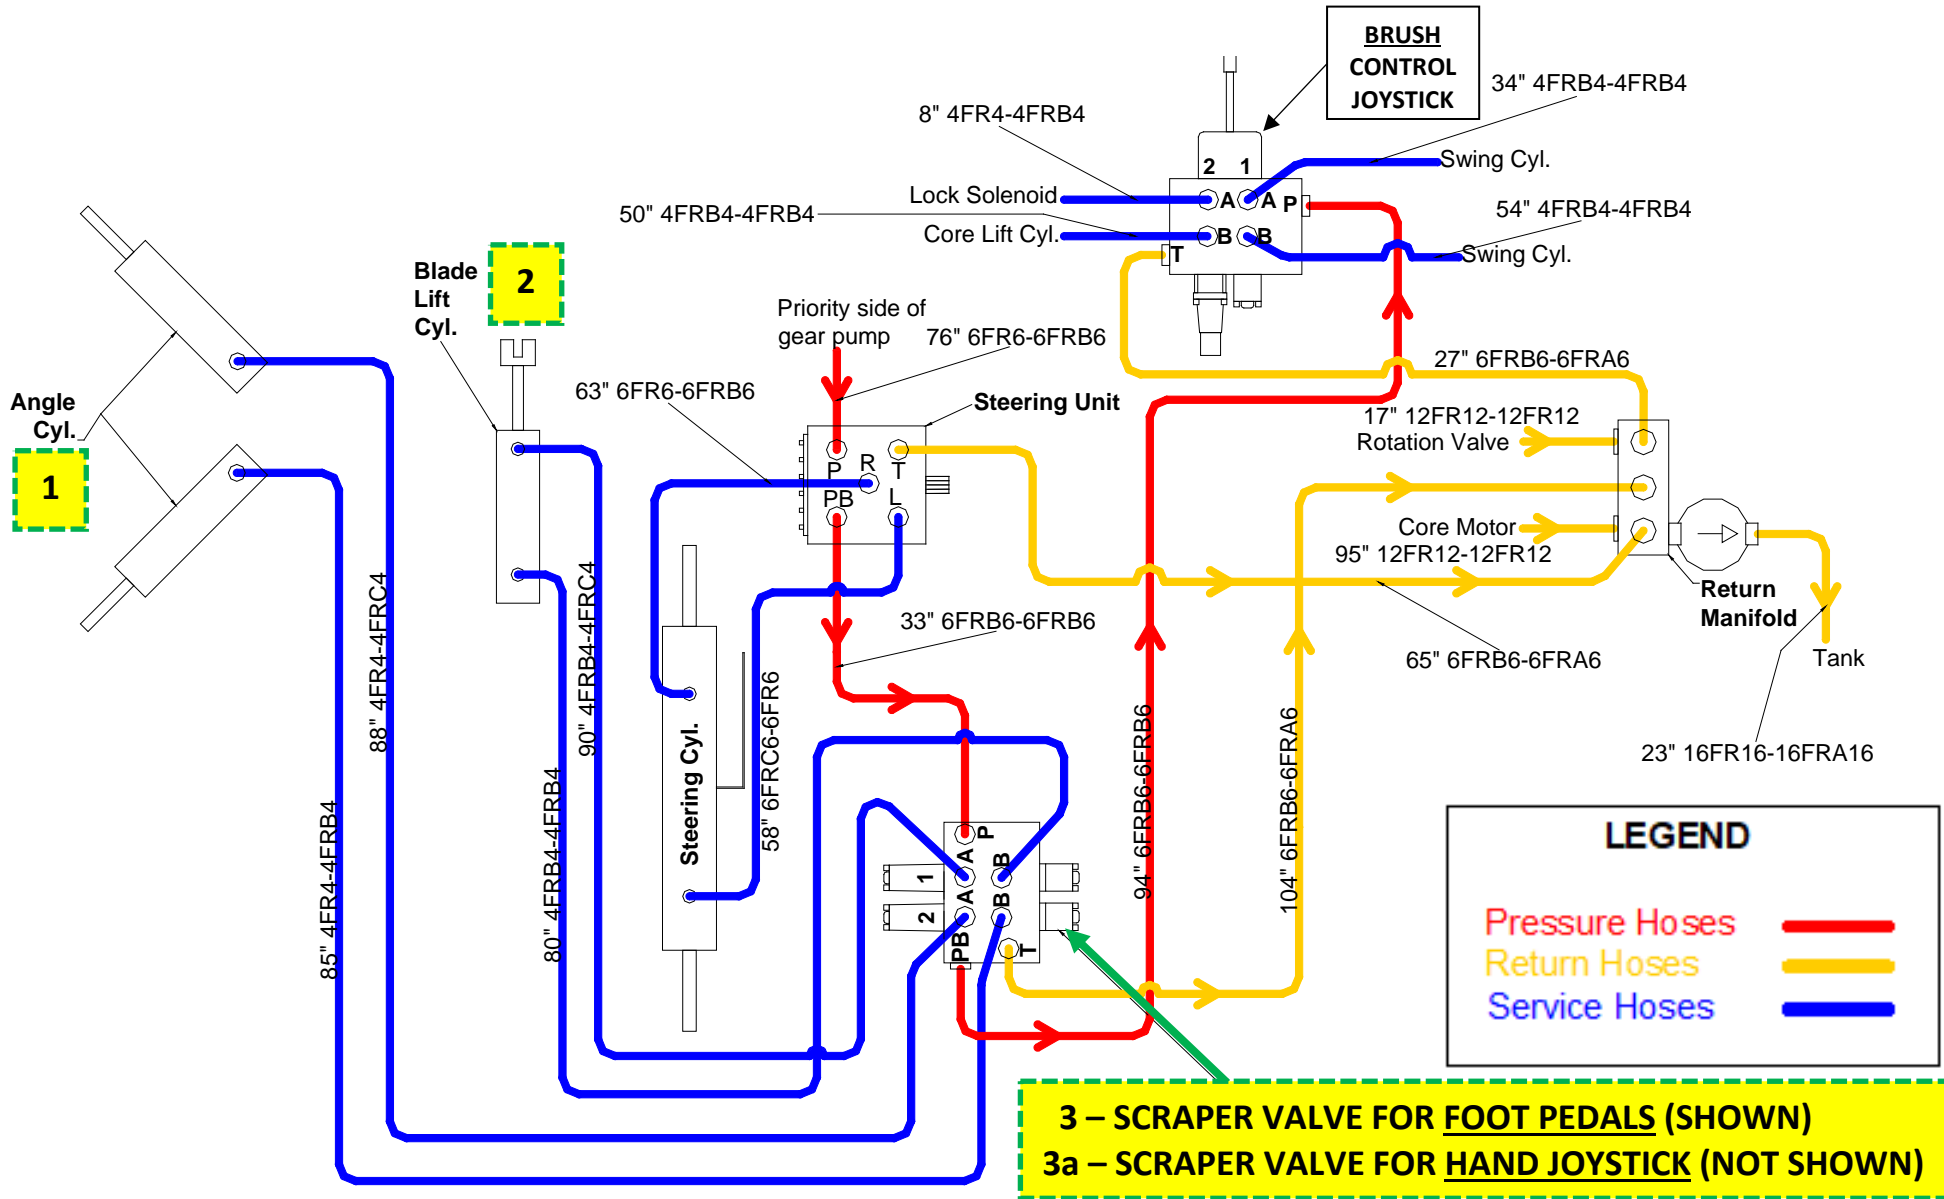 BRUSH
CONTROL
JOYSTICK
34" 4FRB4-4FRB4
8" 4FR4-4FRB4
2 1
Swing Cyl.
Lock Solenoid
A A P
50" 4FRB4-4FRB4
54" 4FRB4-4FRB4
Core Lift Cyl.
B B
T
Swing Cyl.
Blade
Lift
Cyl.
2
Priority side of
gear pump
76" 6FR6-6FRB6
27" 6FRB6-6FRA6
63" 6FR6-6FRB6
Angle
Cyl.
1
Steering Unit
17" 12FR12-12FR12
Rotation Valve
P R T
PB L
Core Motor
95" 12FR12-12FR12
Return
Manifold
33" 6FRB6-6FRB6
65" 6FRB6-6FRA6
Tank
88" 4FR4-4FRC4
90" 4FRB4-4FRC4
Steering Cyl.
58" 6FRC6-6FR6
94" 6FRB6-6FRB6
104" 6FRB6-6FRA6
23" 16FR16-16FRA16
85" 4FR4-4FRB4
80" 4FRB4-4FRB4
P
1 A B
2 A B
PB T
LEGEND
Pressure Hoses
Return Hoses
Service Hoses
3 – SCRAPER VALVE FOR FOOT PEDALS (SHOWN)
3a – SCRAPER VALVE FOR HAND JOYSTICK (NOT SHOWN)